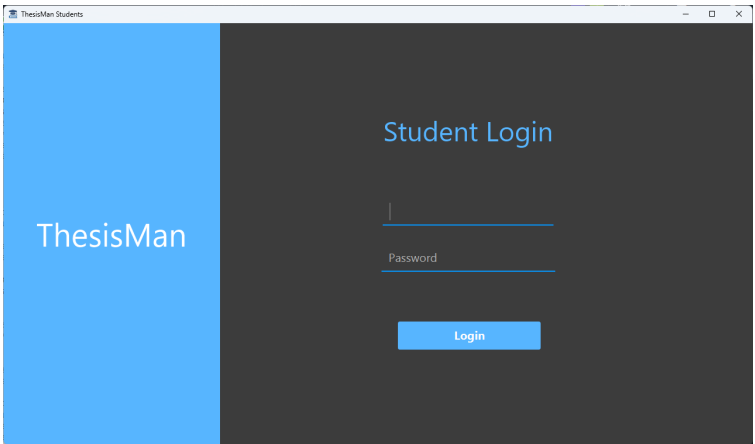 ThesisMan Students
ThesisMan
Student Login
Password
Login